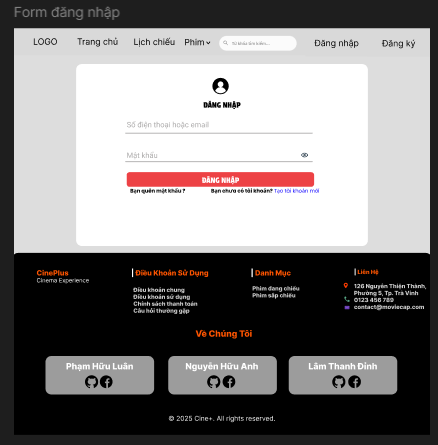 Form đăng nhập
LOGO Trang chủ Lịch chiếu Phim Từ khóa tìm kiếm... Đăng nhập Đăng ký
ĐĂNG NHẬP
Số điện thoại hoặc email
Mật khẩu
ĐĂNG NHẬP
Bạn quên mật khẩu ? Bạn chưa có tài khoản? Tạo tài khoản mới
CinePlus
Cinema Experience
Điều Khoản Sử Dụng
Điều khoản chung
Điều khoản sử dụng
Chính sách thanh toán
Câu hỏi thường gặp
Danh Mục
Phim đang chiếu
Phim sắp chiếu
Liên Hệ
126 Nguyễn Thiện Thành,
Phường 5, Tp. Trà Vinh
0123 456 789
contact@moviecap.com
Về Chúng Tôi
Phạm Hữu Luân
Nguyễn Hữu Anh
Lâm Thanh Đỉnh
© 2025 Cine+. All rights reserved.